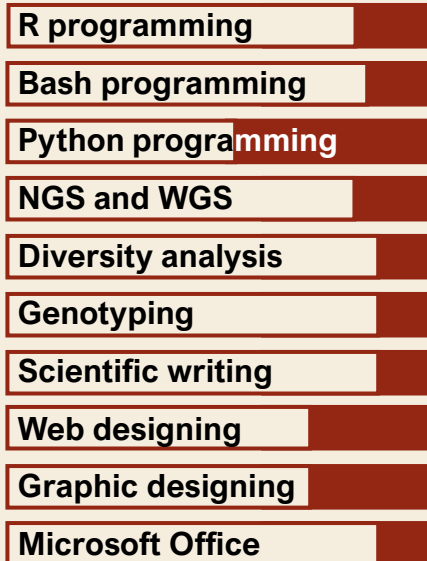 R programming
Bash programming
Python programming
NGS and WGS
Diversity analysis
Genotyping
Scientific writing
Web designing
Graphic designing
Microsoft Office